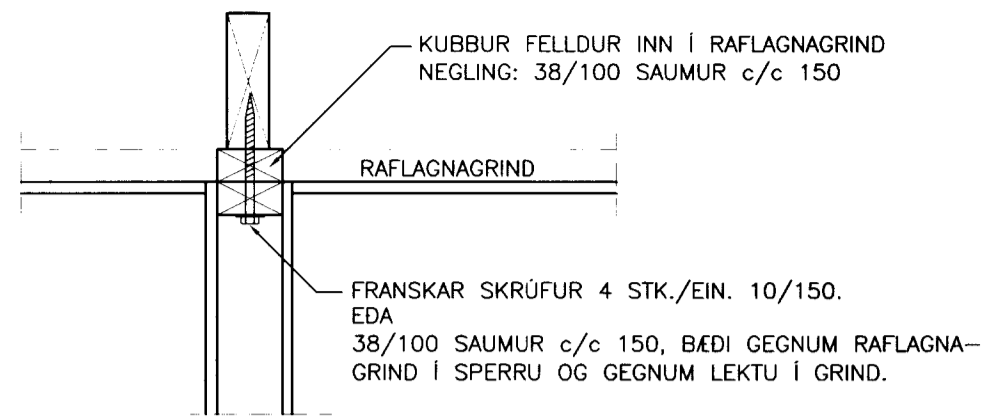 KUBBUR FELLDUR INN Í RAFLAGNAGRIND
NEGLING: 38/100 SAUMUR c/c 150
RAFLAGNAGRIND
FRANSKAR SKRÚFUR 4 STK./EIN. 10/150.
EÐA
38/100 SAUMUR c/c 150, BÆÐI GEGNUM RAFLAGNA-
GRIND Í SPERRU OG GEGNUM LEKTU Í GRIND.